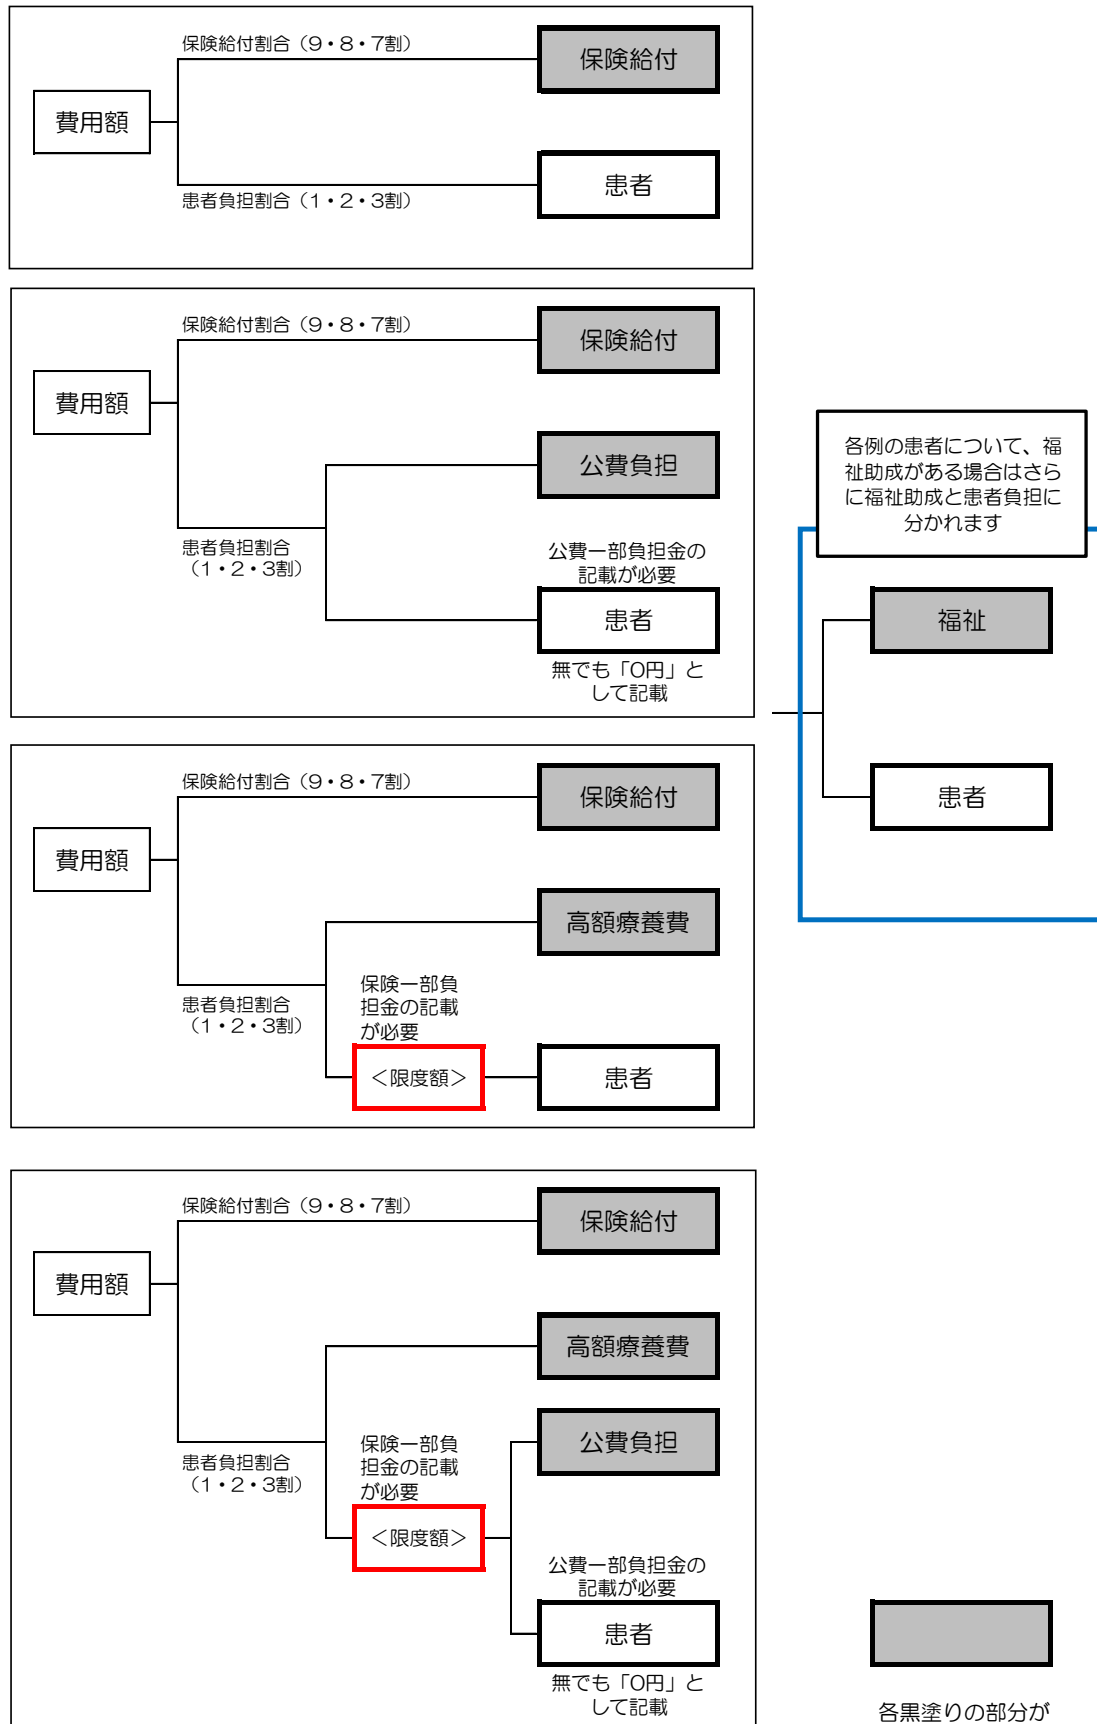 保険給付割合（9・8・7割）
保険給付
費用額
患者
患者負担割合（1・2・3割）
保険給付割合（9・8・7割）
保険給付
費用額
公費負担
患者負担割合
（1・2・3割）
公費一部負担金の
記載が必要
患者
無でも「0円」と
して記載
各例の患者について、福
祉助成がある場合はさら
に福祉助成と患者負担に
分かれます
福祉
患者
保険給付割合（9・8・7割）
保険給付
費用額
高額療養費
患者負担割合
（1・2・3割）
保険一部負
担金の記載
が必要
＜限度額＞
患者
保険給付割合（9・8・7割）
保険給付
費用額
高額療養費
公費負担
患者負担割合
（1・2・3割）
保険一部負
担金の記載
が必要
＜限度額＞
公費一部負担金の
記載が必要
患者
無でも「0円」と
して記載
各黒塗りの部分が